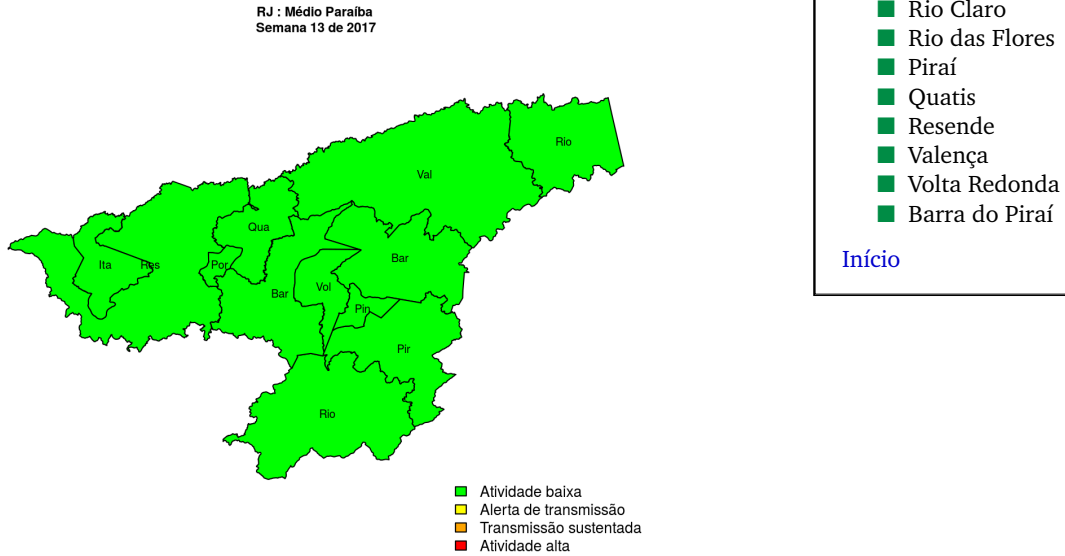 RJ : Médio Paraíba
Semana 13 de 2017
Rio
Val
Qua
Ita
Res
Por
Bar
Bar
Vol
Pin
Pir
Rio
Atividade baixa
Alerta de transmissão
Transmissão sustentada
Atividade alta
Rio Claro
Rio das Flores
Piraí
Quatis
Resende
Valença
Volta Redonda
Barra do Piraí
Início